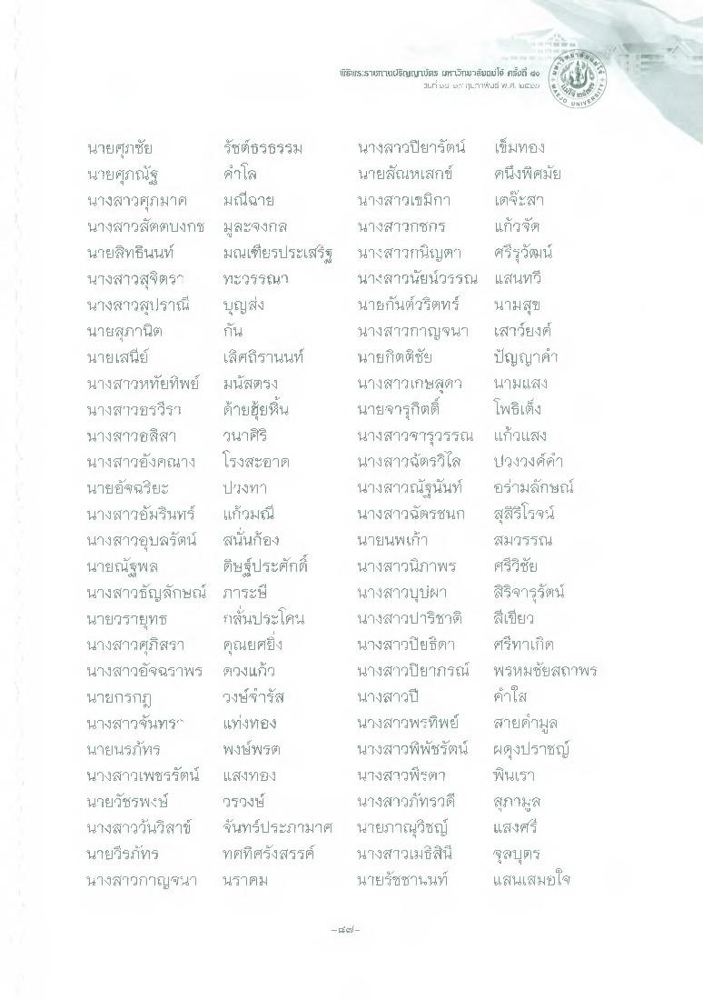 พิธีพระราชทานปริญญาบัตร มหาวิทยาลัยแม่โจ้ ครั้งที่ ๔๐
กุมภาพันธ์ พ.ศ. ๒๕๖๑
มหาวิทยาลัยแม่โจ้
MAEJO UNIVERSITY
นายศุภชัย รัชต์ธรธรรม
นายศุภณัฐ คำโล
นางสาวศุภมาศ มณีฉาย
นางสาวสัตตบงกช มูละจงกล
นายสิทธินนท์ มณเฑียรประเสริฐ
นางสาวสุจิตรา ทะวรรณา
นางสาวสุปราณี บุญส่ง
นายสุภานิต กัน
นายเสนีย์ เลิศถิรานนท์
นางสาวหทัยทิพย์ มนัสตรง
นางสาวอรวีรา ด้ายฮุ้ยหิ้น
นางสาวอลิสา วนาศิริ
นางสาวอังคณาง โรงสะอาด
นายอัจฉริยะ ปวงทา
นางสาวอัมรินทร์ แก้วมณี
นางสาวอุบลรัตน์ สนั่นก้อง
นายณัฐพล ดิษฐ์ประศักดิ์
นางสาวธัญลักษณ์ ภาระษี
นายวรายุทธ กลั่นประโคน
นางสาวศุภิสรา คุณยศยิ่ง
นางสาวอัจฉราพร ดวงแก้ว
นายกรกฎ วงษ์จำรัส
นางสาวจันทรา แท่งทอง
นายนรภัทร พงษ์พรต
นางสาวเพชรรัตน์ แสงทอง
นายวัชรพงษ์ วรวงษ์
นางสาววันวิสาข์ จันทร์ประภามาศ
นายวีรภัทร ทศทิศรังสรรค์
นางสาวกาญจนา นราคม
นางสาวปิยารัตน์ เข็มทอง
นายสัณหเสกข์ คนึงพิศมัย
นางสาวเขมิกา เตจ๊ะสา
นางสาวกชกร แก้วจัด
นางสาวกนิญตา ศรีรุวัฒน์
นางสาวนัยน์วรรณ แสนทวี
นายกันต์วริตทร์ นามสุข
นางสาวกาญจนา เสาว์ยงค์
นายกิตติชัย ปัญญาคำ
นางสาวเกษสุดา นามแสง
นายจารุกิตติ์ โพธิเต็ง
นางสาวจารุวรรณ แก้วแสง
นางสาวฉัตรวิไล ปวงวงค์คำ
นางสาวณัฐนันท์ อร่ามลักษณ์
นางสาวฉัตรชนก สุสิริโรจน์
นายนพเก้า สมวรรณ
นางสาวนิภาพร ศรีวิชัย
นางสาวบุบผา สิริจารุรัตน์
นางสาวปาริชาติ สีเขียว
นางสาวปิยธิดา ศรีทาเกิด
นางสาวปิยาภรณ์ พรหมชัยสถาพร
นางสาวปี คำใส
นางสาวพรทิพย์ สายคำมูล
นางสาวพิพัชรัตน์ ผดุงปราชญ์
นางสาวพีรดา พินเรา
นางสาวภัทรวดี สุภามูล
นายภาณุวิชญ์ แสงศรี
นางสาวเมธิสินี จุลบุตร
นายรัชชานนท์ แสนเสมอใจ
-๘๗-